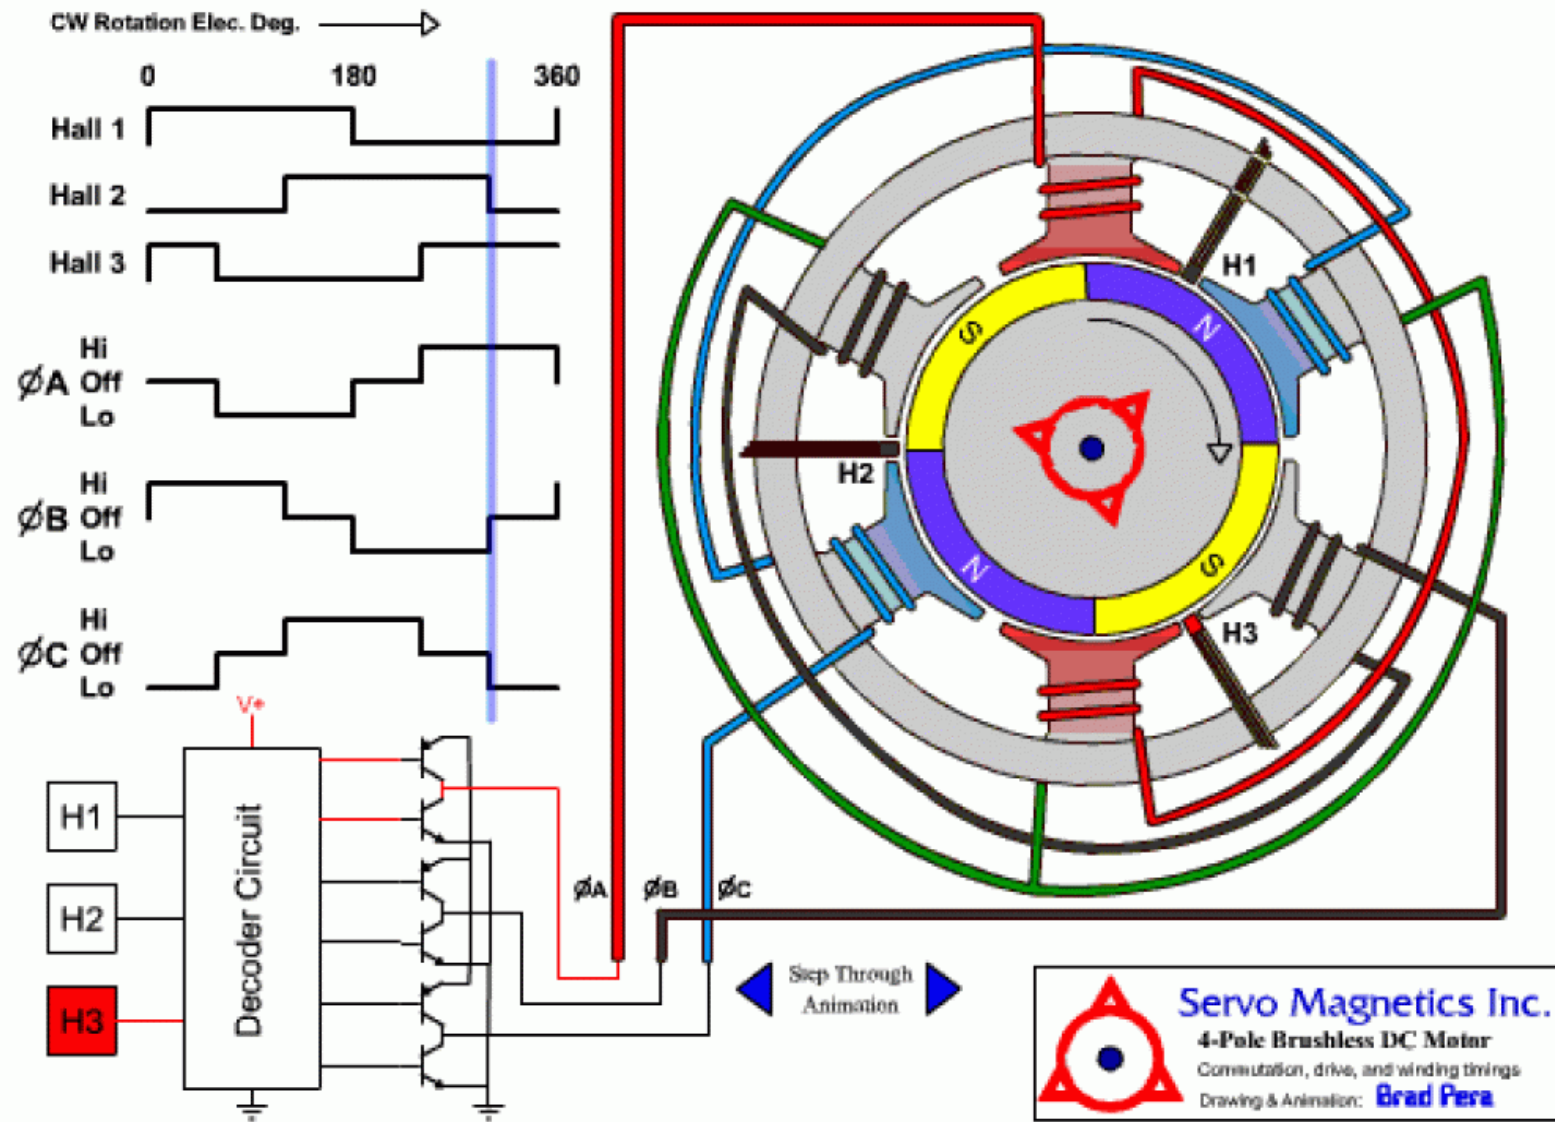 CW Rotation Elec. Deg.
0 180 360
Hall 1
Hall 2
Hall 3
Hi
ØA Off
Lo
Hi
ØB Off
Lo
Hi
ØC Off
Lo
V+
H1
H2
H3
Decoder Circuit
ØA ØB ØC
H1
H2
H3
S
N
N
S
Step Through
Animation
Servo Magnetics Inc.
4-Pole Brushless DC Motor
Commutation, drive, and winding timings
Drawing & Animation: Brad Pera